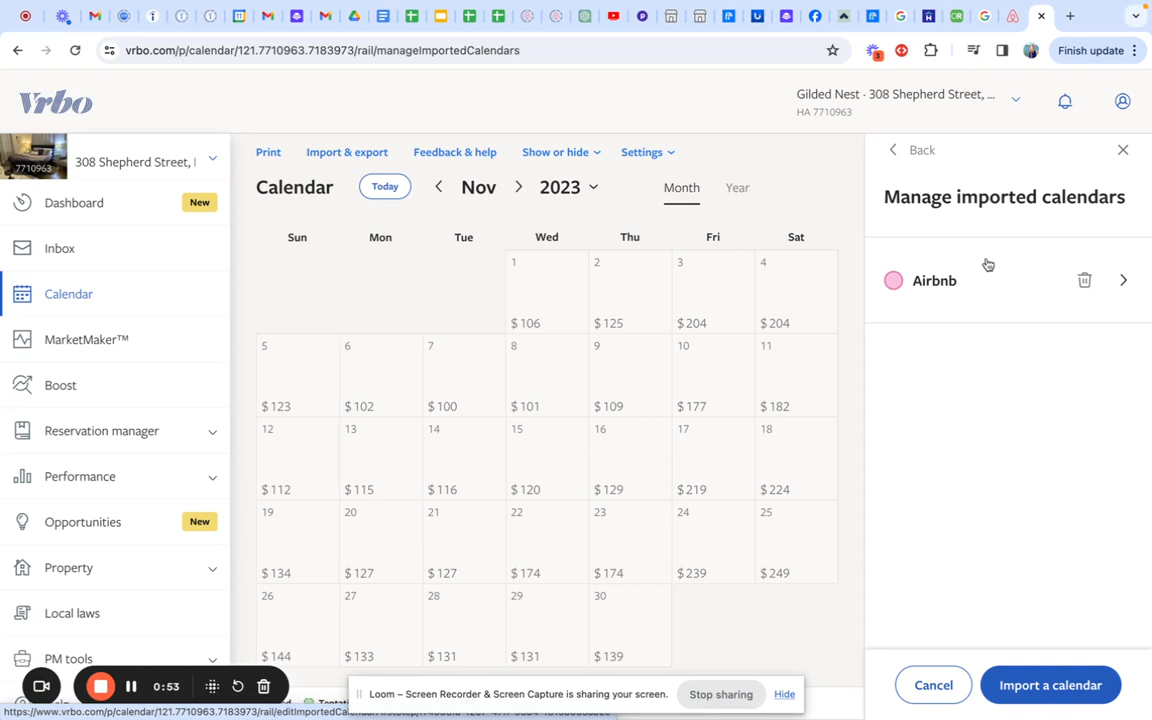 vrbo.com/p/calendar/121.7710963.7183973/rail/manageImportedCalendars
Finish update
Vrbo
Gilded Nest · 308 Shepherd Street, ...
HA 7710963
7710963
308 Shepherd Street, I
Dashboard
New
Inbox
Calendar
MarketMaker™
Boost
Reservation manager
Performance
Opportunities
New
Property
Local laws
PM tools
Print
Import & export
Feedback & help
Show or hide
Settings
Calendar
Today
Nov
2023
Month
Year
Sun Mon Tue Wed Thu Fri Sat
1 2 3 4
$106 $125 $204 $204
5 6 7 8 9 10 11
$123 $102 $100 $101 $109 $177 $182
12 13 14 15 16 17 18
$112 $115 $116 $120 $129 $219 $224
19 20 21 22 23 24 25
$134 $127 $127 $174 $174 $239 $249
26 27 28 29 30
$144 $133 $131 $131 $139
Back
Manage imported calendars
Airbnb
Cancel
Import a calendar
0:53
Loom – Screen Recorder & Screen Capture is sharing your screen.
Stop sharing
Hide